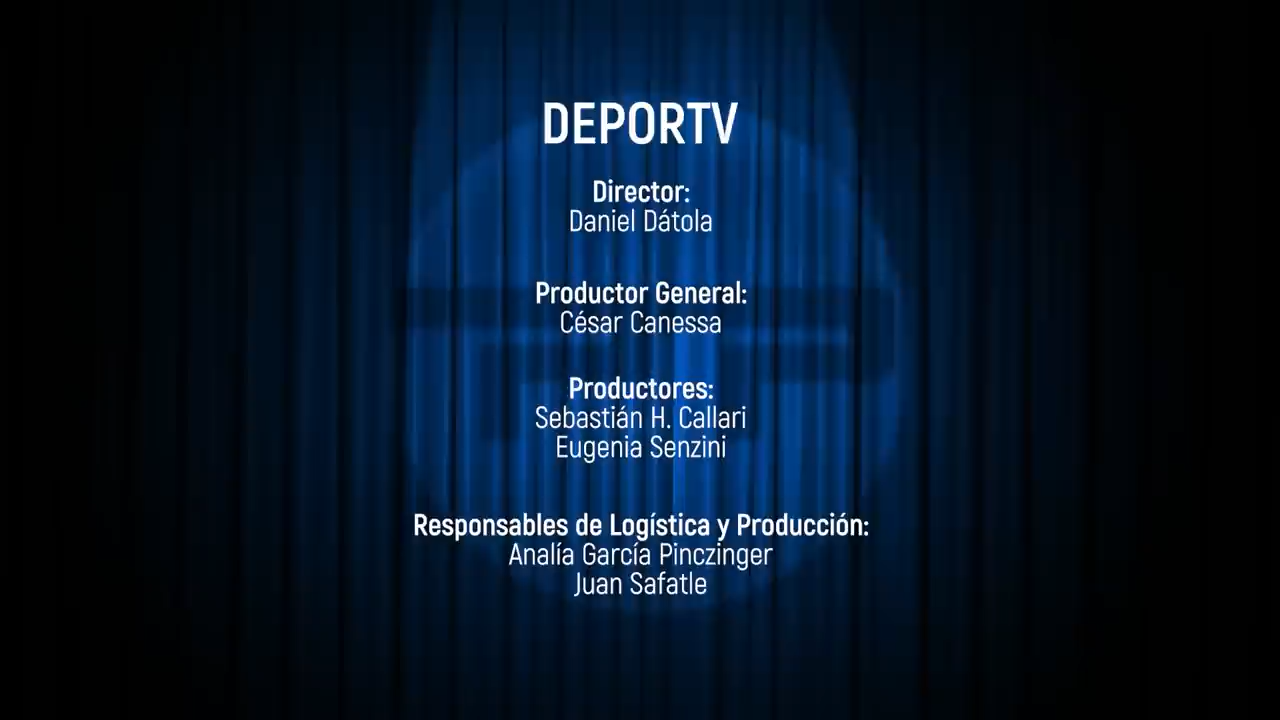 DEPORTV
Director:
Daniel Dátola
Productor General:
César Canessa
Productores:
Sebastián H. Callari
Eugenia Senzini
Responsables de Logística y Producción:
Analía García Pinczinger
Juan Safatle